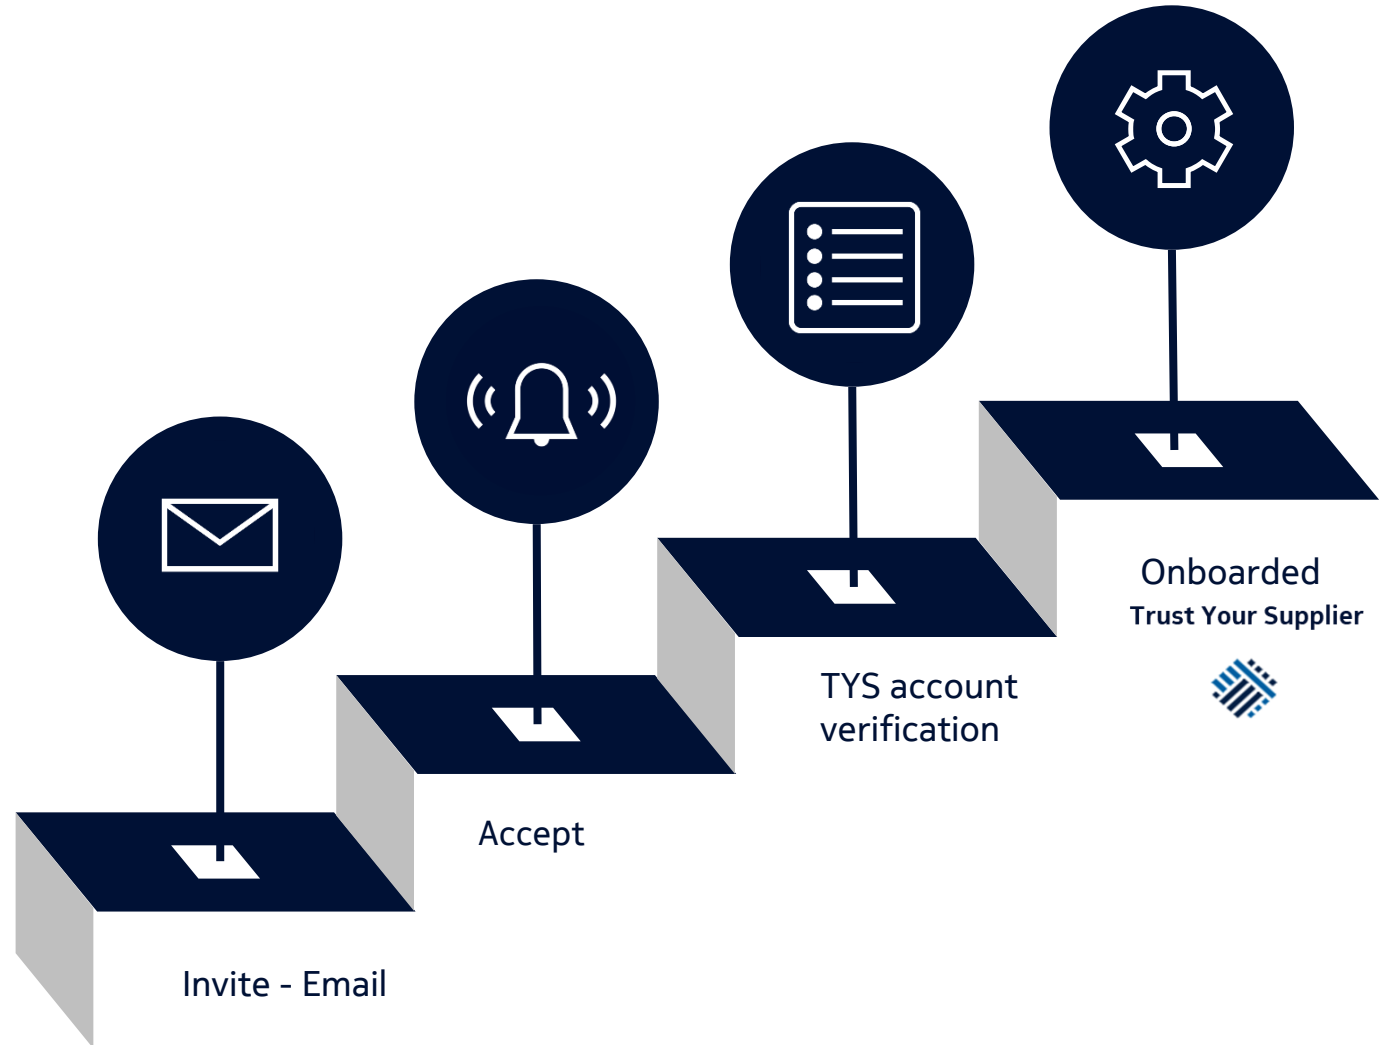 Invite - Email
Accept
TYS account
verification
Onboarded
Trust Your Supplier